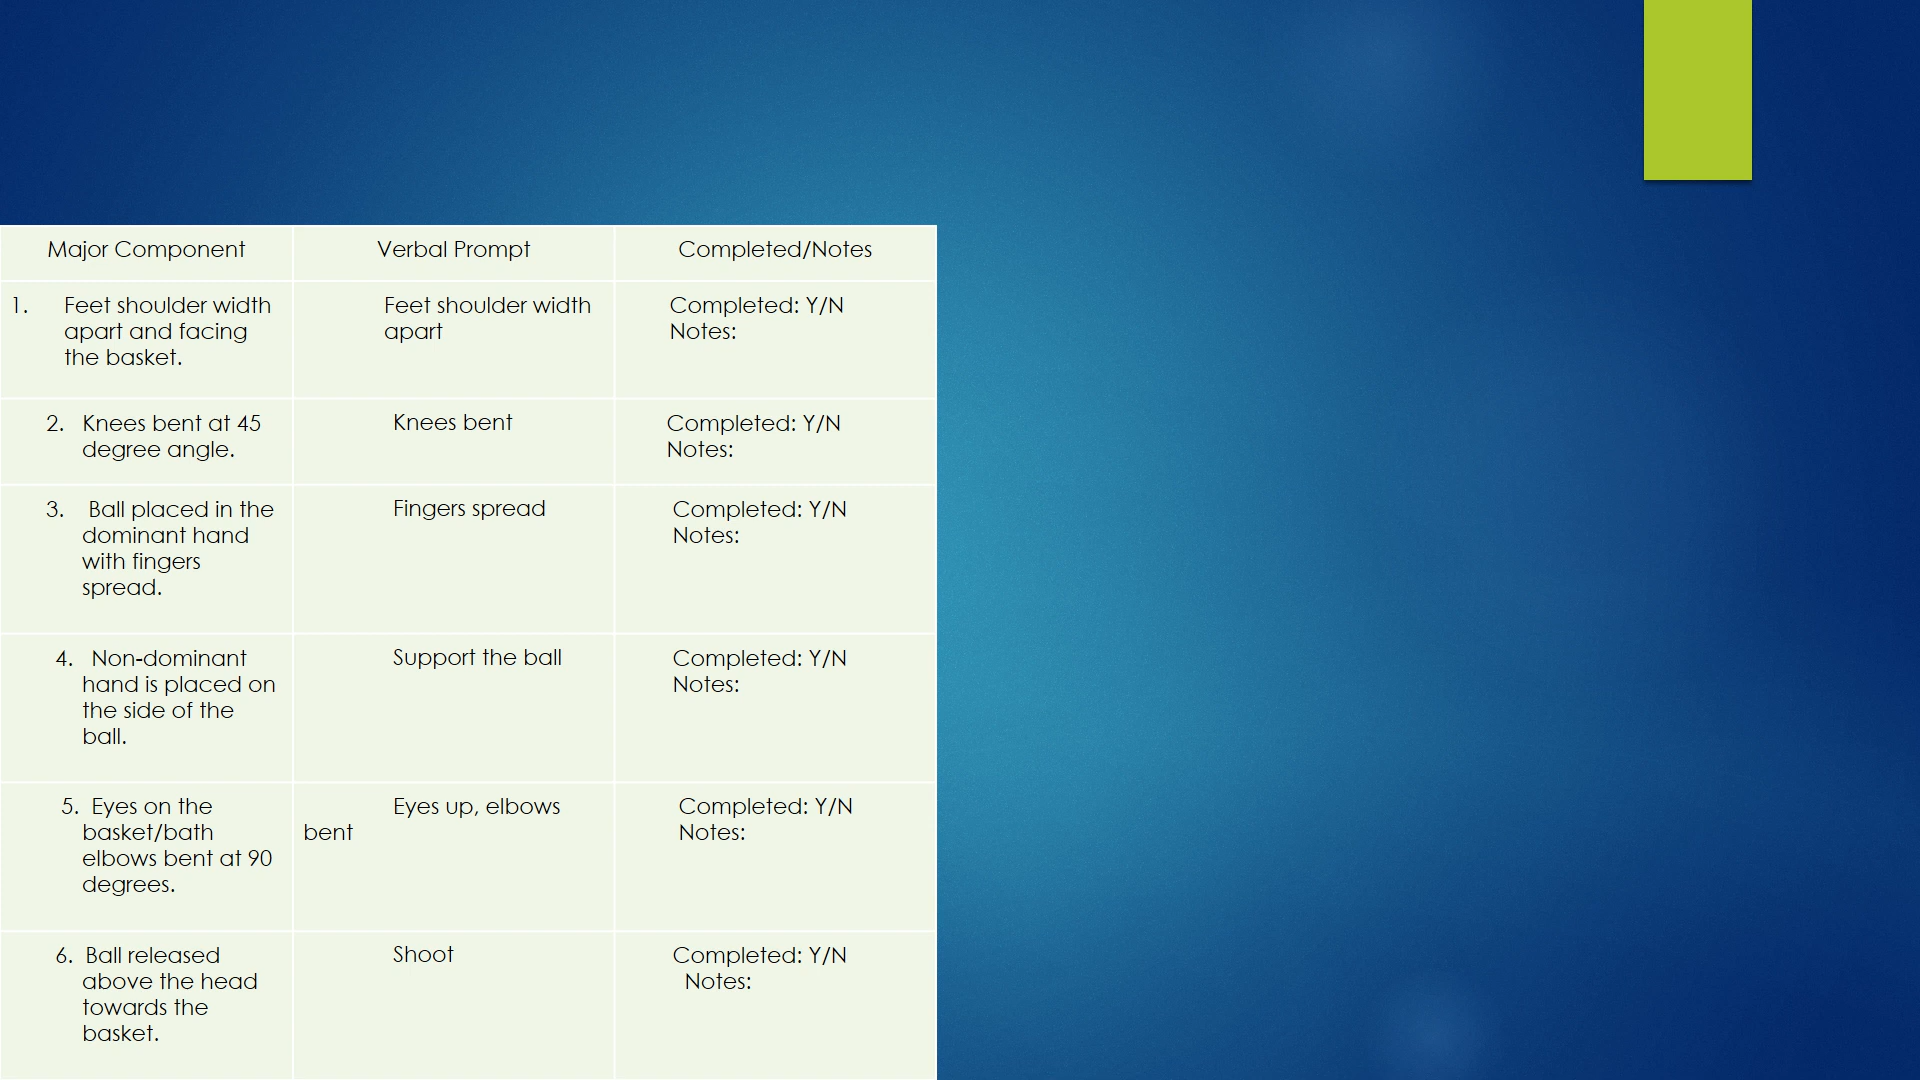 Major Component
Verbal Prompt
Completed/Notes
1. Feet shoulder width
apart and facing
the basket.
Feet shoulder width
apart
Completed: Y/N
Notes:
2. Knees bent at 45
degree angle.
Knees bent
Completed: Y/N
Notes:
3. Ball placed in the
dominant hand
with fingers
spread.
Fingers spread
Completed: Y/N
Notes:
4. Non-dominant
hand is placed on
the side of the
ball.
Support the ball
Completed: Y/N
Notes:
5. Eyes on the
basket/bath
elbows bent at 90
degrees.
Eyes up, elbows
bent
Completed: Y/N
Notes:
6. Ball released
above the head
towards the
basket.
Shoot
Completed: Y/N
Notes: